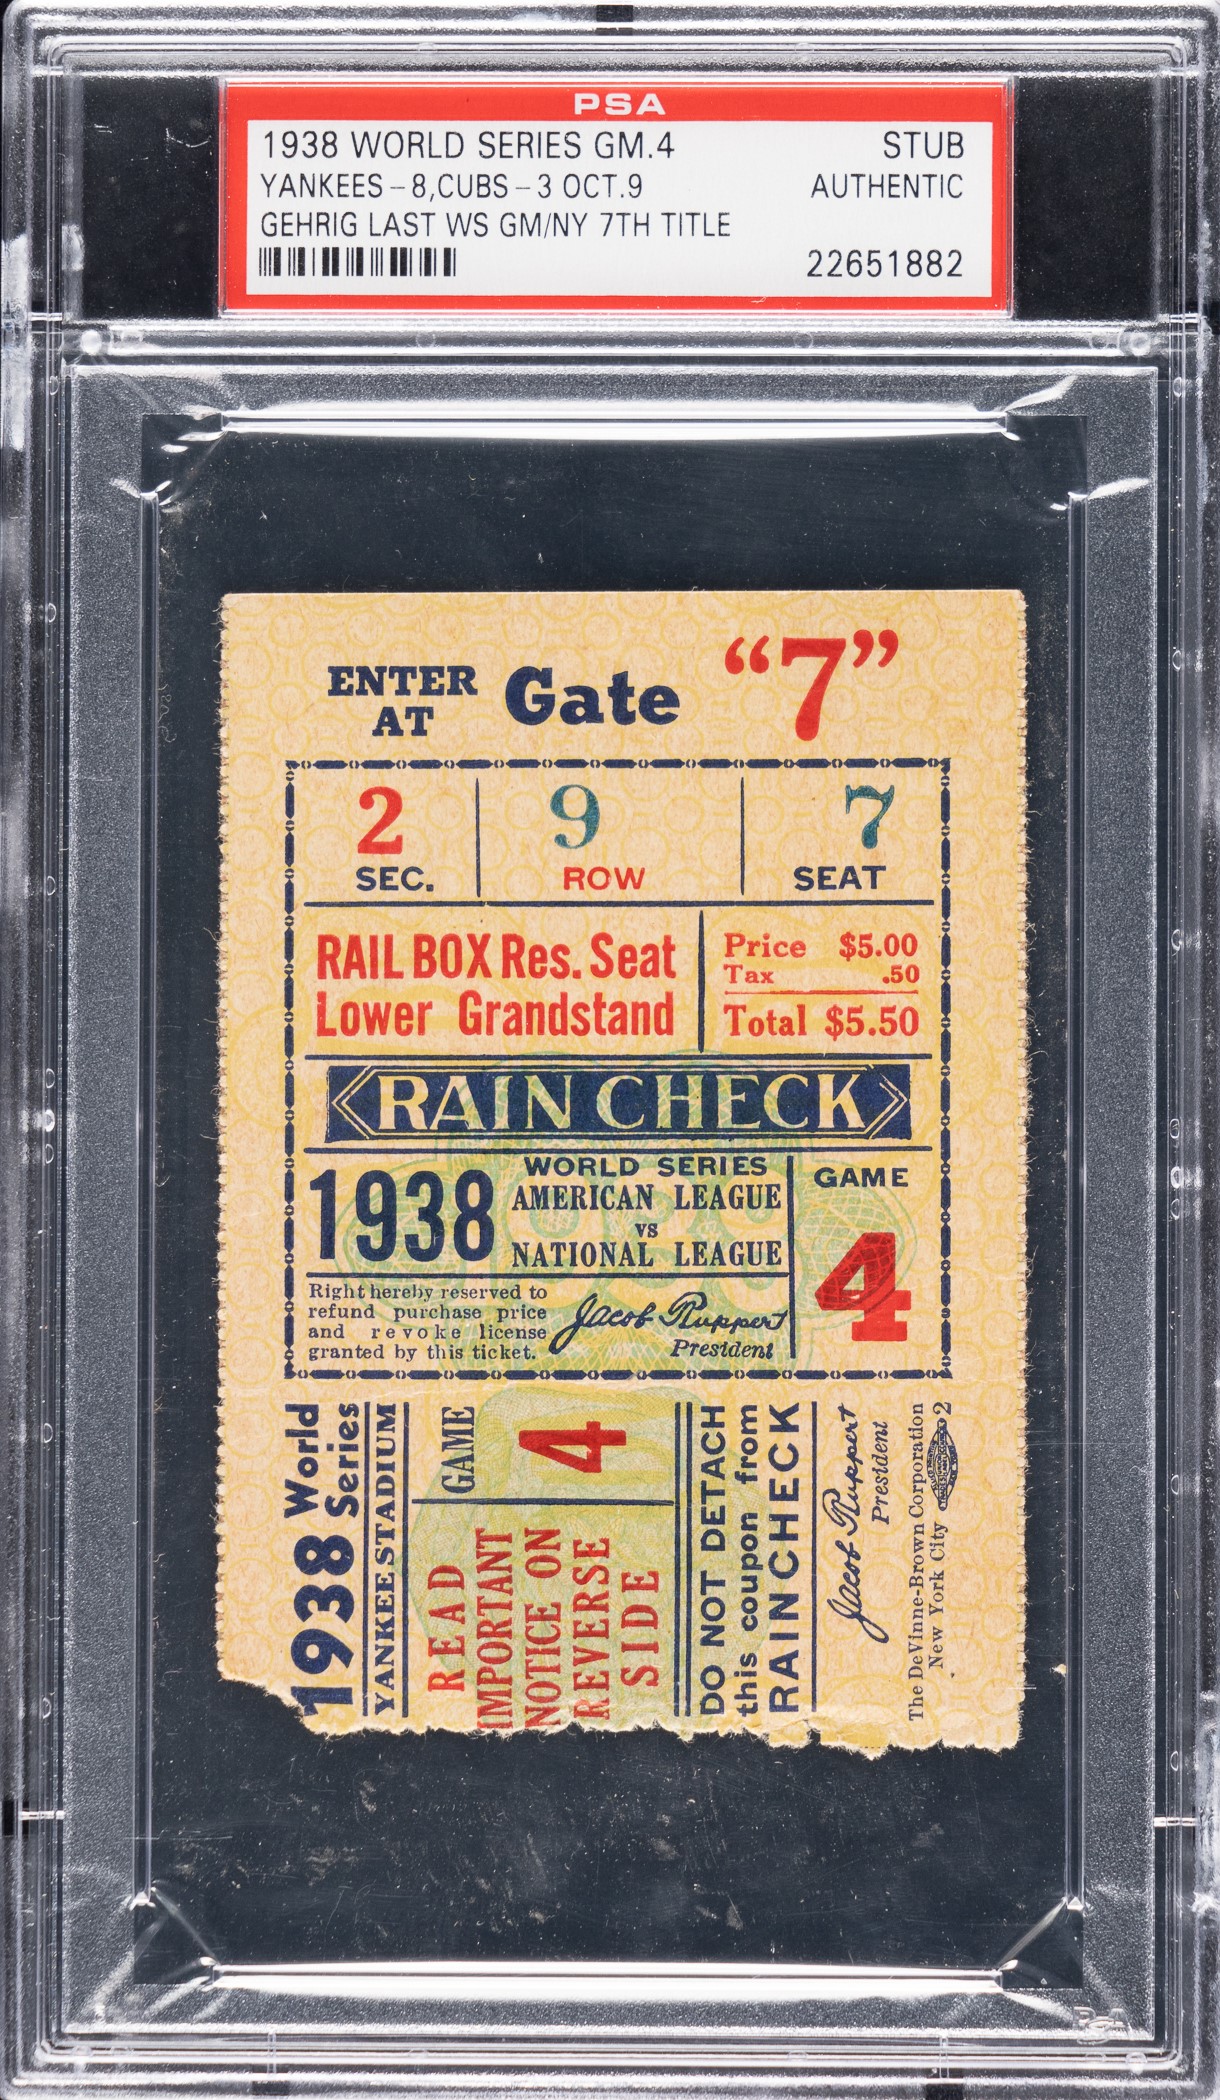 PSA
1938 WORLD SERIES GM.4 STUB
YANKEES-8,CUBS-3 OCT.9 AUTHENTIC
GEHRIG LAST WS GM/NY 7TH TITLE
22651882
ENTER AT Gate "7"
2 9 7
SEC. ROW SEAT
RAIL BOX Res. Seat
Lower Grandstand
Price $5.00
Tax .50
Total $5.50
RAIN CHECK
1938
WORLD SERIES
AMERICAN LEAGUE
VS
NATIONAL LEAGUE
GAME
4
Right hereby reserved to
refund purchase price
and revoke license
granted by this ticket.
Jacob Ruppert
President
1938 World Series
YANKEE STADIUM
GAME 4
READ
IMPORTANT
NOTICE ON
REVERSE
SIDE
DO NOT DETACH
this coupon from
RAINCHECK
Jacob Ruppert
President
The DeVinne-Brown Corporation
New York City 2
PSA